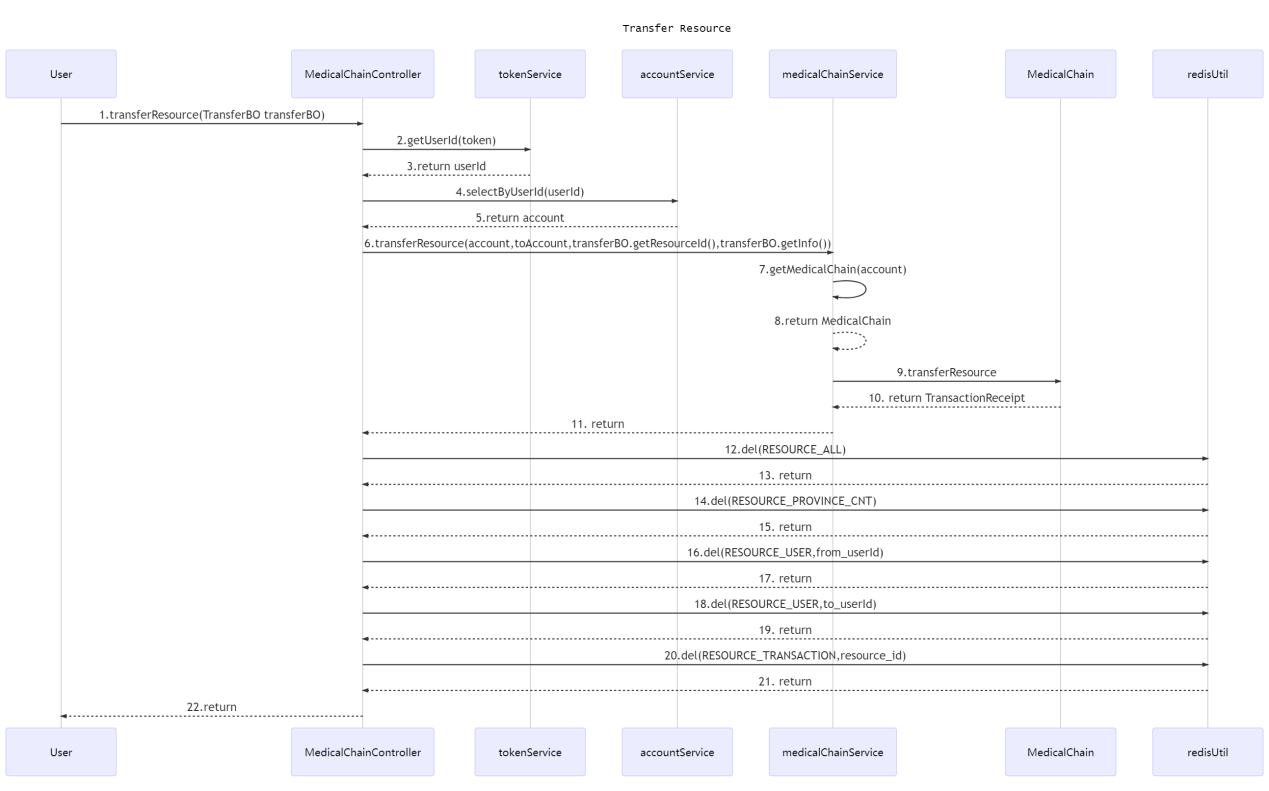 Transfer Resource
User
MedicalChainController
tokenService
accountService
medicalChainService
MedicalChain
redisUtil
1.transferResource(TransferBO transferBO)
2.getUserId(token)
3.return userId
4.selectByUserId(userId)
5.return account
6.transferResource(account,toAccount,transferBO.getResourceId(),transferBO.getInfo())
7.getMedicalChain(account)
8.return MedicalChain
9.transferResource
10. return TransactionReceipt
11. return
12.del(RESOURCE_ALL)
13. return
14.del(RESOURCE_PROVINCE_CNT)
15. return
16.del(RESOURCE_USER,from_userId)
17. return
18.del(RESOURCE_USER,to_userId)
19. return
20.del(RESOURCE_TRANSACTION,resource_id)
21. return
22.return
User
MedicalChainController
tokenService
accountService
medicalChainService
MedicalChain
redisUtil